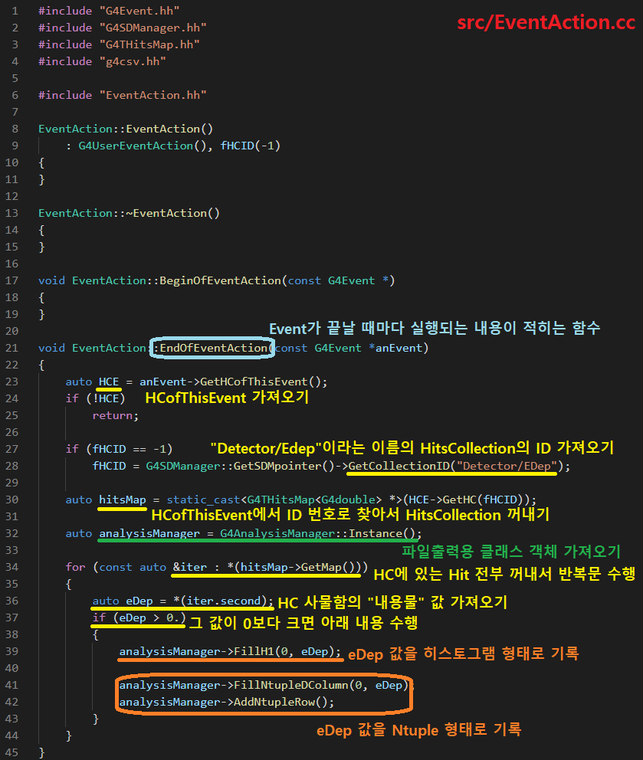 src/EventAction.cc
1 #include "G4Event.hh"
2 #include "G4SDManager.hh"
3 #include "G4THitsMap.hh"
4 #include "g4csv.hh"
5
6 #include "EventAction.hh"
7
8 EventAction::EventAction()
9 : G4UserEventAction(), fHCID(-1)
10 {
11 }
12
13 EventAction::~EventAction()
14 {
15 }
16
17 void EventAction::BeginOfEventAction(const G4Event *)
18 {
19 }
20
Event가 끝날 때마다 실행되는 내용이 적히는 함수
21 void EventAction::EndOfEventAction(const G4Event *anEvent)
22 {
23 auto HCE = anEvent->GetHCofThisEvent();
24 if (!HCE) HCofThisEvent 가져오기
25 return;
26
27 if (fHCID == -1) "Detector/Edep"이라는 이름의 HitsCollection의 ID 가져오기
28 fHCID = G4SDManager::GetSDMpointer()->GetCollectionID("Detector/EDep");
29
30 auto hitsMap = static_cast<G4THitsMap<G4double> *>(HCE->GetHC(fHCID));
31 HCofThisEvent에서 ID 번호로 찾아서 HitsCollection 꺼내기
32 auto analysisManager = G4AnalysisManager::Instance();
33 파일출력용 클래스 객체 가져오기
34 for (const auto &iter : *(hitsMap->GetMap())) HC에 있는 Hit 전부 꺼내서 반복문 수행
35 {
36 auto eDep = *(iter.second); HC 사물함의 "내용물" 값 가져오기
37 if (eDep > 0.) 그 값이 0보다 크면 아래 내용 수행
38 {
39 analysisManager->FillH1(0, eDep); eDep 값을 히스토그램 형태로 기록
40
41 analysisManager->FillNtupleDColumn(0, eDep);
42 analysisManager->AddNtupleRow();
43 }
44 } eDep 값을 Ntuple 형태로 기록
45 }